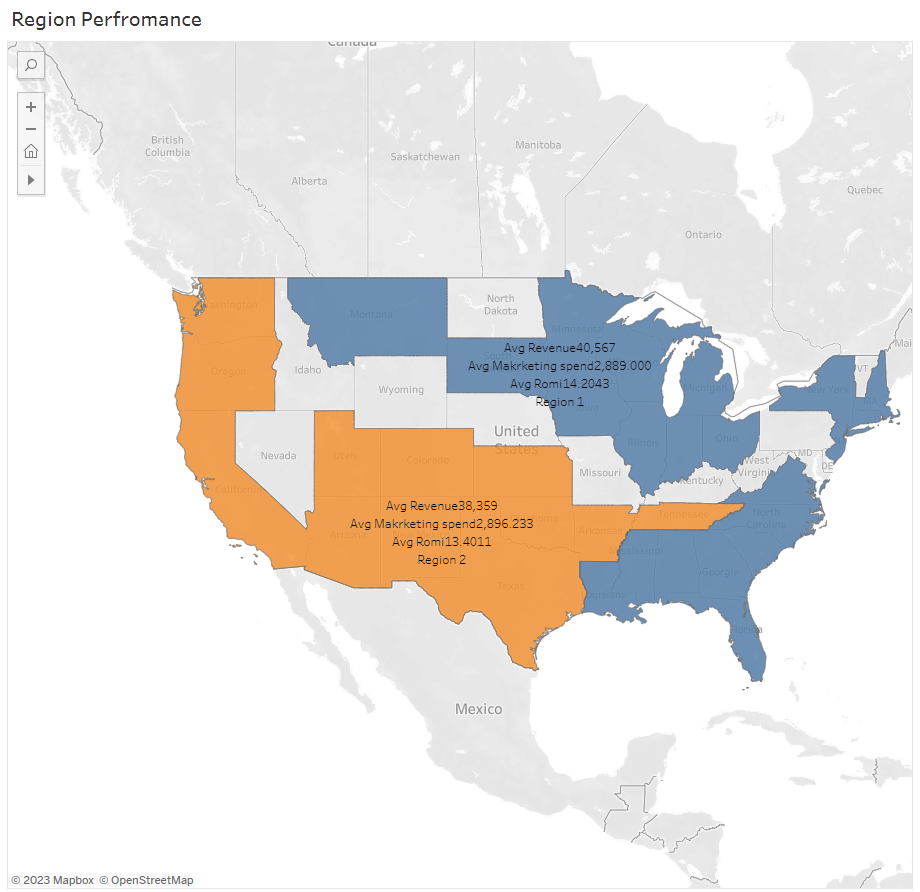 Region Perfromance
Canada
British
Columbia
Alberta
Saskatchewan
Manitoba
Ontario
Quebec
Mai
Washington
Montana
North
Dakota
Minnesota
Oregon
Idaho
Wyoming
Avg Revenue40,567
Avg Makrketing spend2,889.000
Avg Romi14.2043
Region 1
Michigan
New York
VT
MA
Iowa
United
States
Nevada
Utah
Colorado
California
Missouri
Illinois
Ohio
West
Virginia
MD
DE
Kentucky
Avg Revenue38,359
Avg Makrketing spend2,896.233
Avg Romi13.4011
Region 2
Arizona
Oklahoma
Arkansas
Tennessee
North
Carolina
Mississippi
Georgia
Texas
Louisiana
Florida
Mexico
© 2023 Mapbox © OpenStreetMap